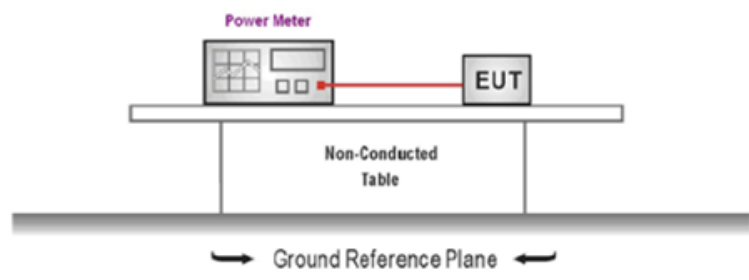 Power Meter
EUT
Non-Conducted
Table
Ground Reference Plane